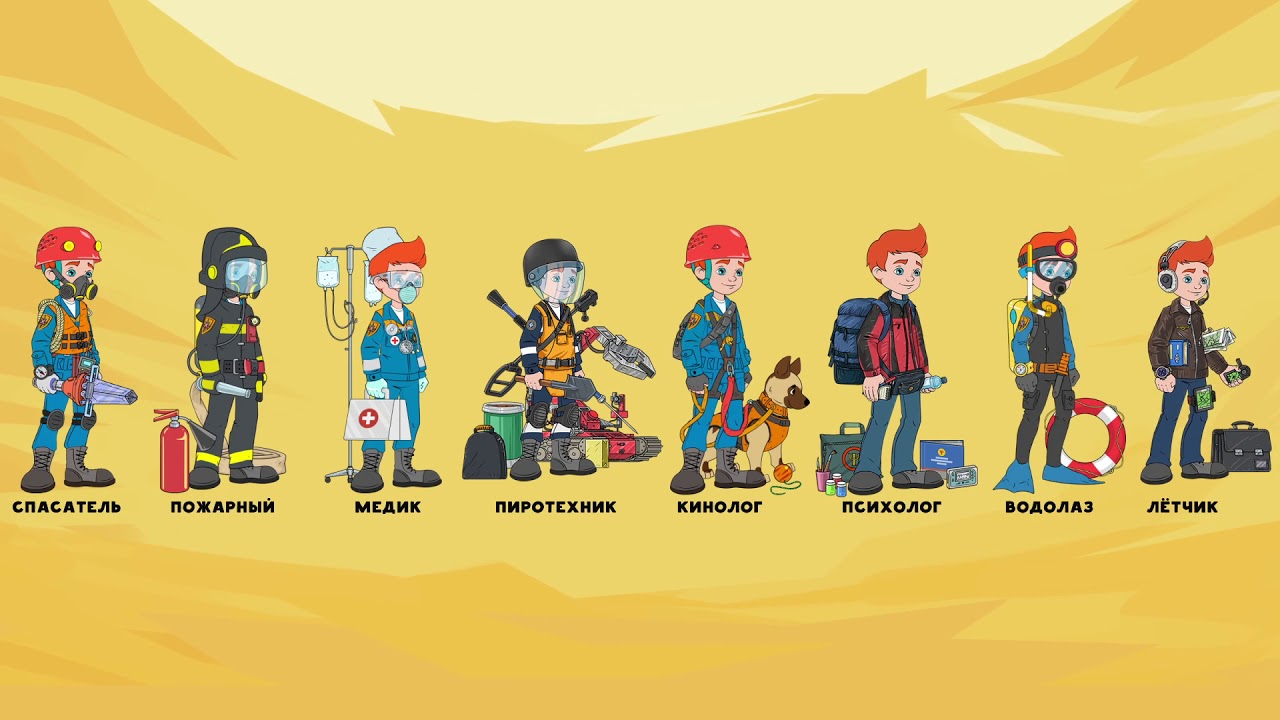 СПАСАТЕЛЬ
ПОЖАРНЫЙ
МЕДИК
ПИРОТЕХНИК
КИНОЛОГ
ПСИХОЛОГ
ВОДОЛАЗ
ЛЁТЧИК